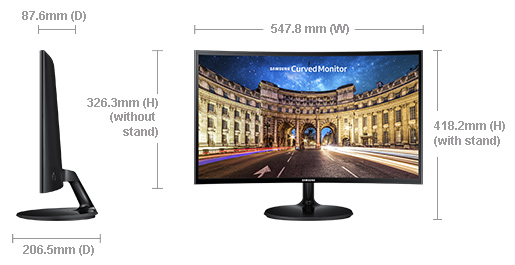 87.6mm (D)
547.8 mm (W)
SAMSUNG Curved Monitor
326.3mm (H)
(without
stand)
418.2mm (H)
(with stand)
SAMSUNG
206.5mm (D)